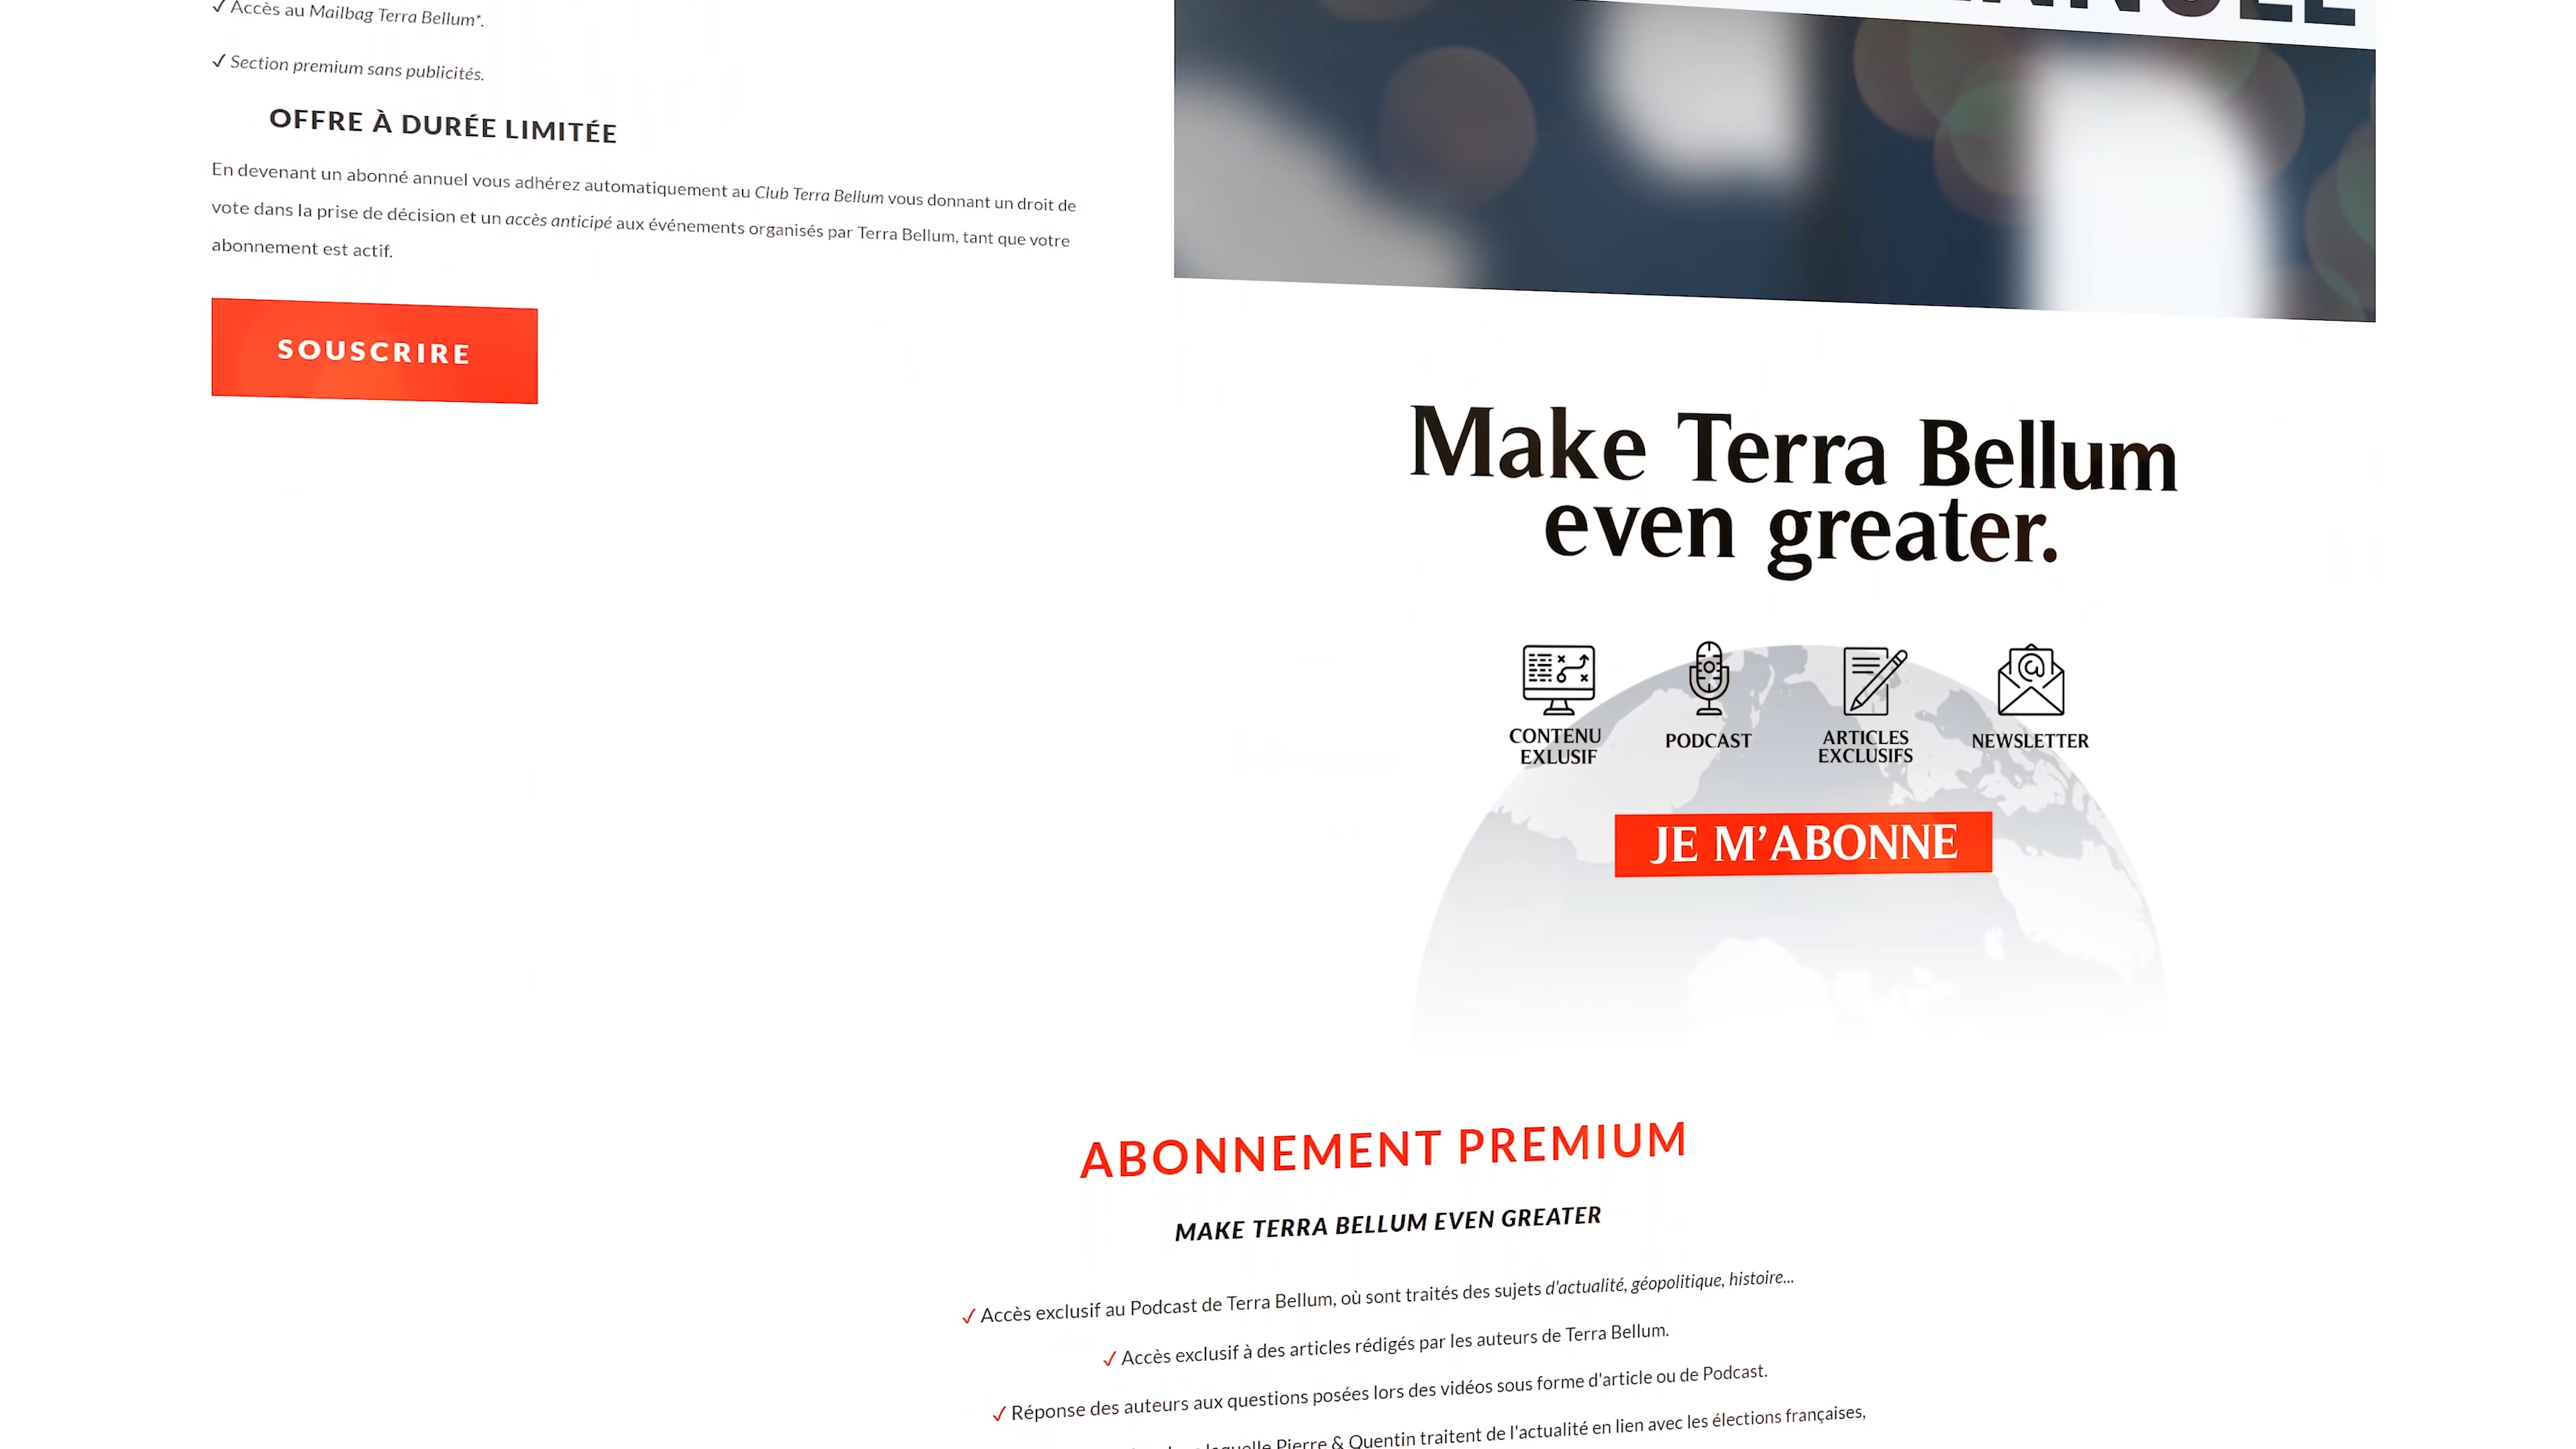 ✓ Accès au Mailbag Terra Bellum*.
✓ Section premium sans publicités.
OFFRE À DURÉE LIMITÉE
En devenant un abonné annuel vous adhérez automatiquement au Club Terra Bellum vous donnant un droit de
vote dans la prise de décision et un accès anticipé aux événements organisés par Terra Bellum, tant que votre
abonnement est actif.
SOUSCRIRE
Make Terra Bellum
even greater.
CONTENU
EXLUSIF
PODCAST
ARTICLES
EXCLUSIFS
NEWSLETTER
JE M'ABONNE
ABONNEMENT PREMIUM
MAKE TERRA BELLUM EVEN GREATER
✓ Accès exclusif au Podcast de Terra Bellum, où sont traités des sujets d'actualité, géopolitique, histoire...
✓ Accès exclusif à des articles rédigés par les auteurs de Terra Bellum.
✓ Réponse des auteurs aux questions posées lors des vidéos sous forme d'article ou de Podcast.
Pierre & Quentin traitent de l'actualité en lien avec les élections françaises,